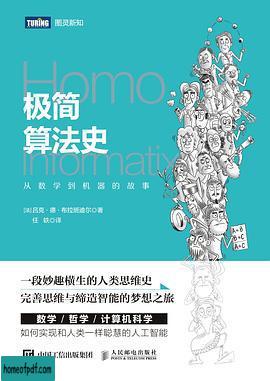 TURING 图灵新知
Homo
极简
算法史
Informatix
从数学到机器的故事
[法]吕克·德·布拉班迪尔 著
任轶 译
A+B
B+C
A+C
一段妙趣横生的人类思维史
完善思维与缔造智能的梦想之旅
数学/哲学/计算机科学
如何实现和人类一样聪慧的人工智能
中国工信出版集团 人民邮电出版社
homeofpdf.com